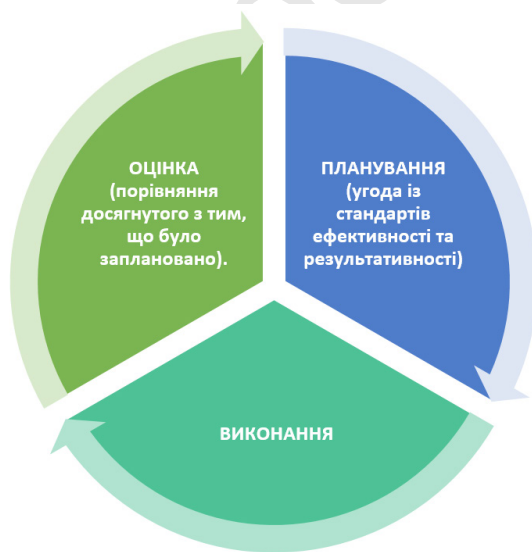 ОЦІНКА
(порівняння
досягнутого з тим,
що було
заплановано).
ПЛАНУВАННЯ
(угода із
стандартів
ефективності та
результативності)
ВИКОНАННЯ